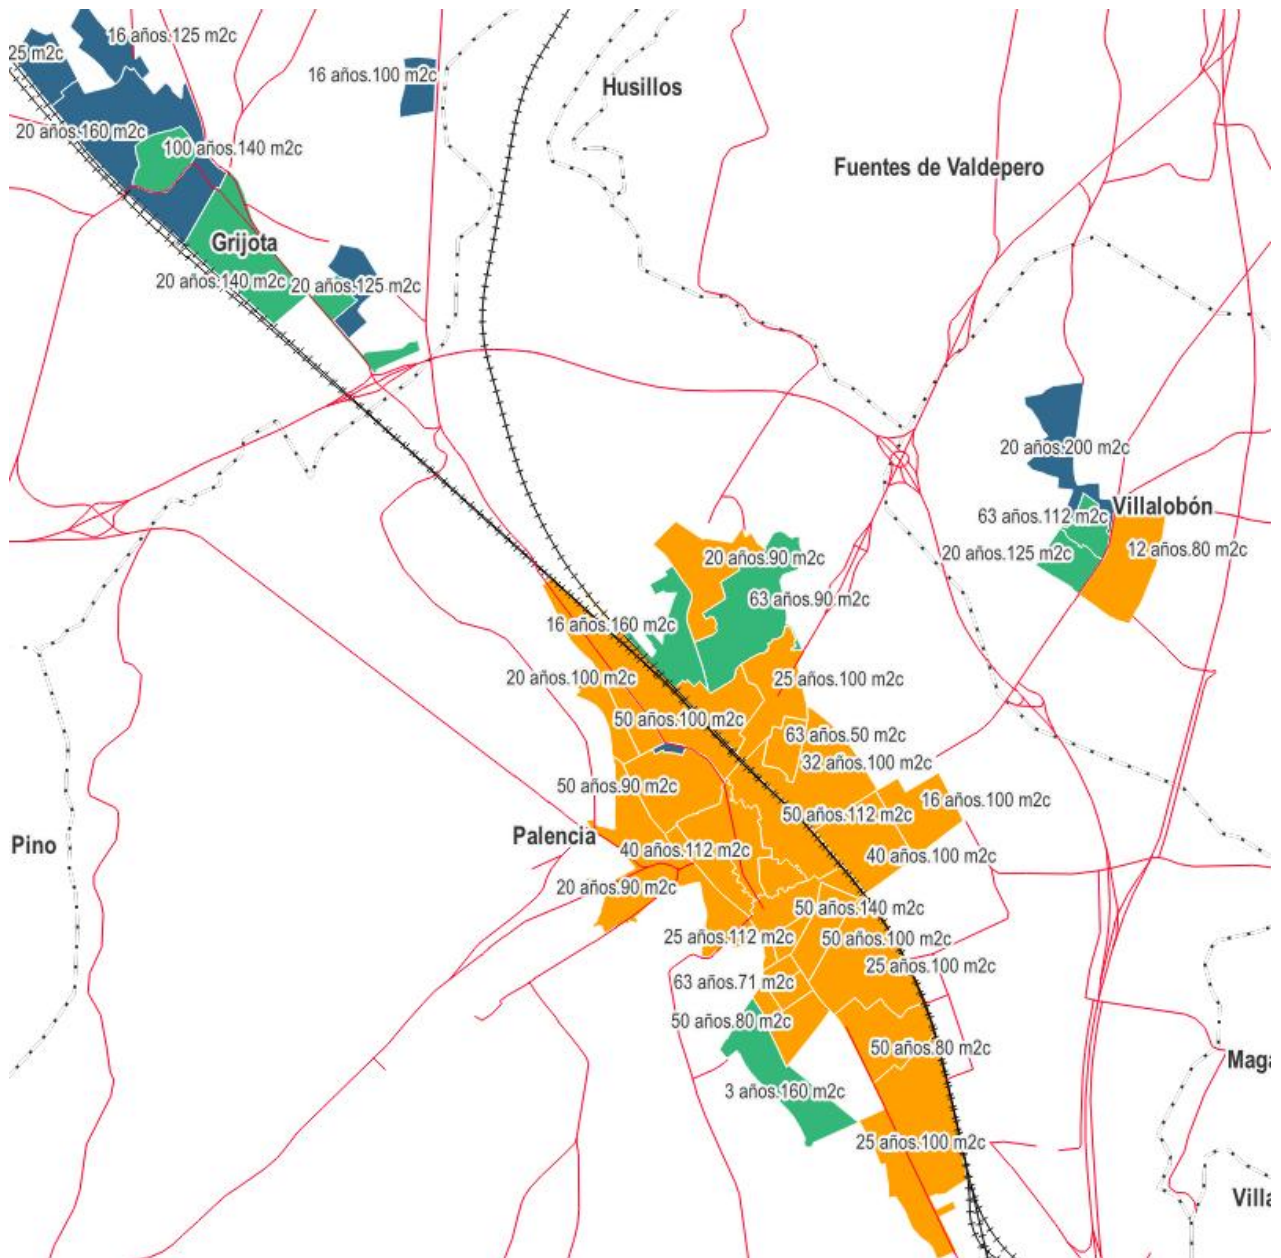 16 años.125 m2c
25 m2c
16 años.100 m2c
Husillos
20 años.160 m2c
100 años.140 m2c
Fuentes de Valdepero
Grijota
20 años.140 m2c
20 años.125 m2c
20 años.200 m2c
Villalobón
63 años.112 m2c
20 años.125 m2c
12 años.80 m2c
20 años.90 m2c
63 años.90 m2c
16 años.160 m2c
20 años.100 m2c
25 años.100 m2c
50 años.100 m2c
63 años.50 m2c
32 años.100 m2c
50 años.90 m2c
16 años.100 m2c
50 años.112 m2c
Pino
Palencia
40 años.112 m2c
40 años.100 m2c
20 años.90 m2c
50 años.140 m2c
25 años.112 m2c
50 años.100 m2c
25 años.100 m2c
63 años.71 m2c
50 años.80 m2c
50 años.80 m2c
Maga
3 años.160 m2c
25 años.100 m2c
Villa